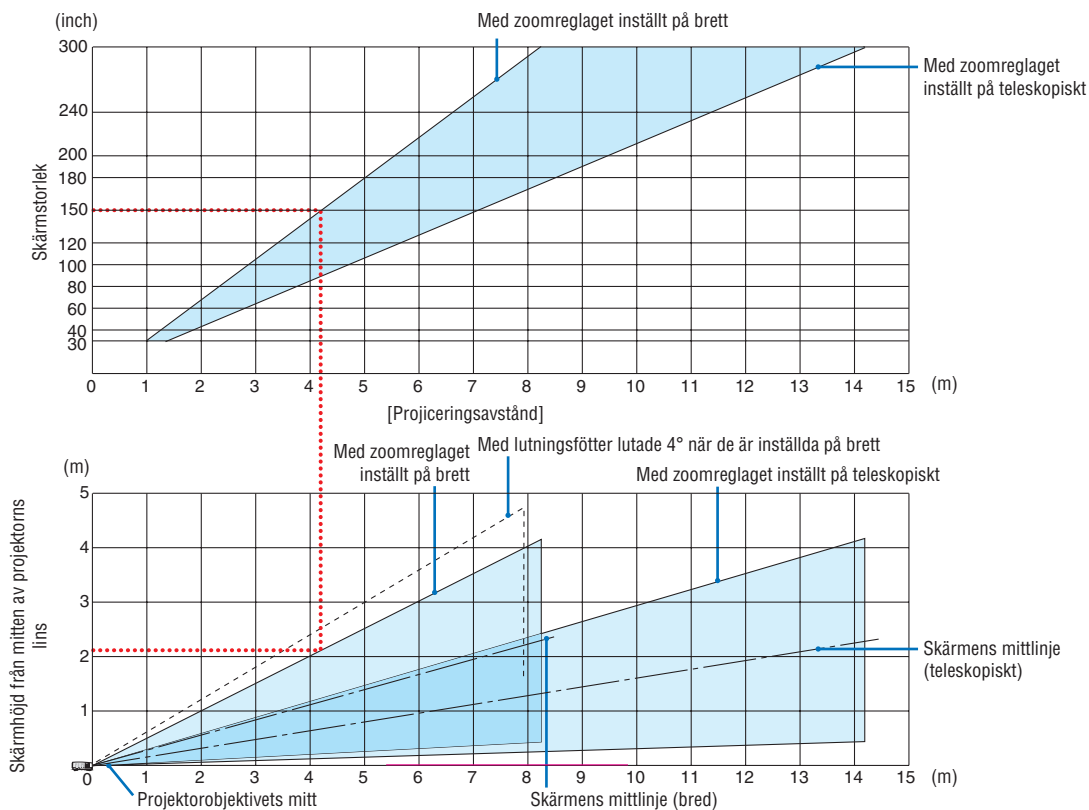 (inch)
Med zoomreglaget inställt på brett
300
240
200
180
150
120
100
80
60
40
30
Skärmstorlek
Med zoomreglaget
inställt på teleskopiskt
0 1 2 3 4 5 6 7 8 9 10 11 12 13 14 15 (m)
[Projiceringsavstånd]
Med lutningsfötter lutade 4° när de är inställda på brett
Med zoomreglaget
inställt på brett
Med zoomreglaget inställt på teleskopiskt
(m)
5
4
3
2
1
Skärmhöjd från mitten av projektorns
lins
Skärmens mittlinje
(teleskopiskt)
0 1 2 3 4 5 6 7 8 9 10 11 12 13 14 15 (m)
Projektorobjektivets mitt
Skärmens mittlinje (bred)